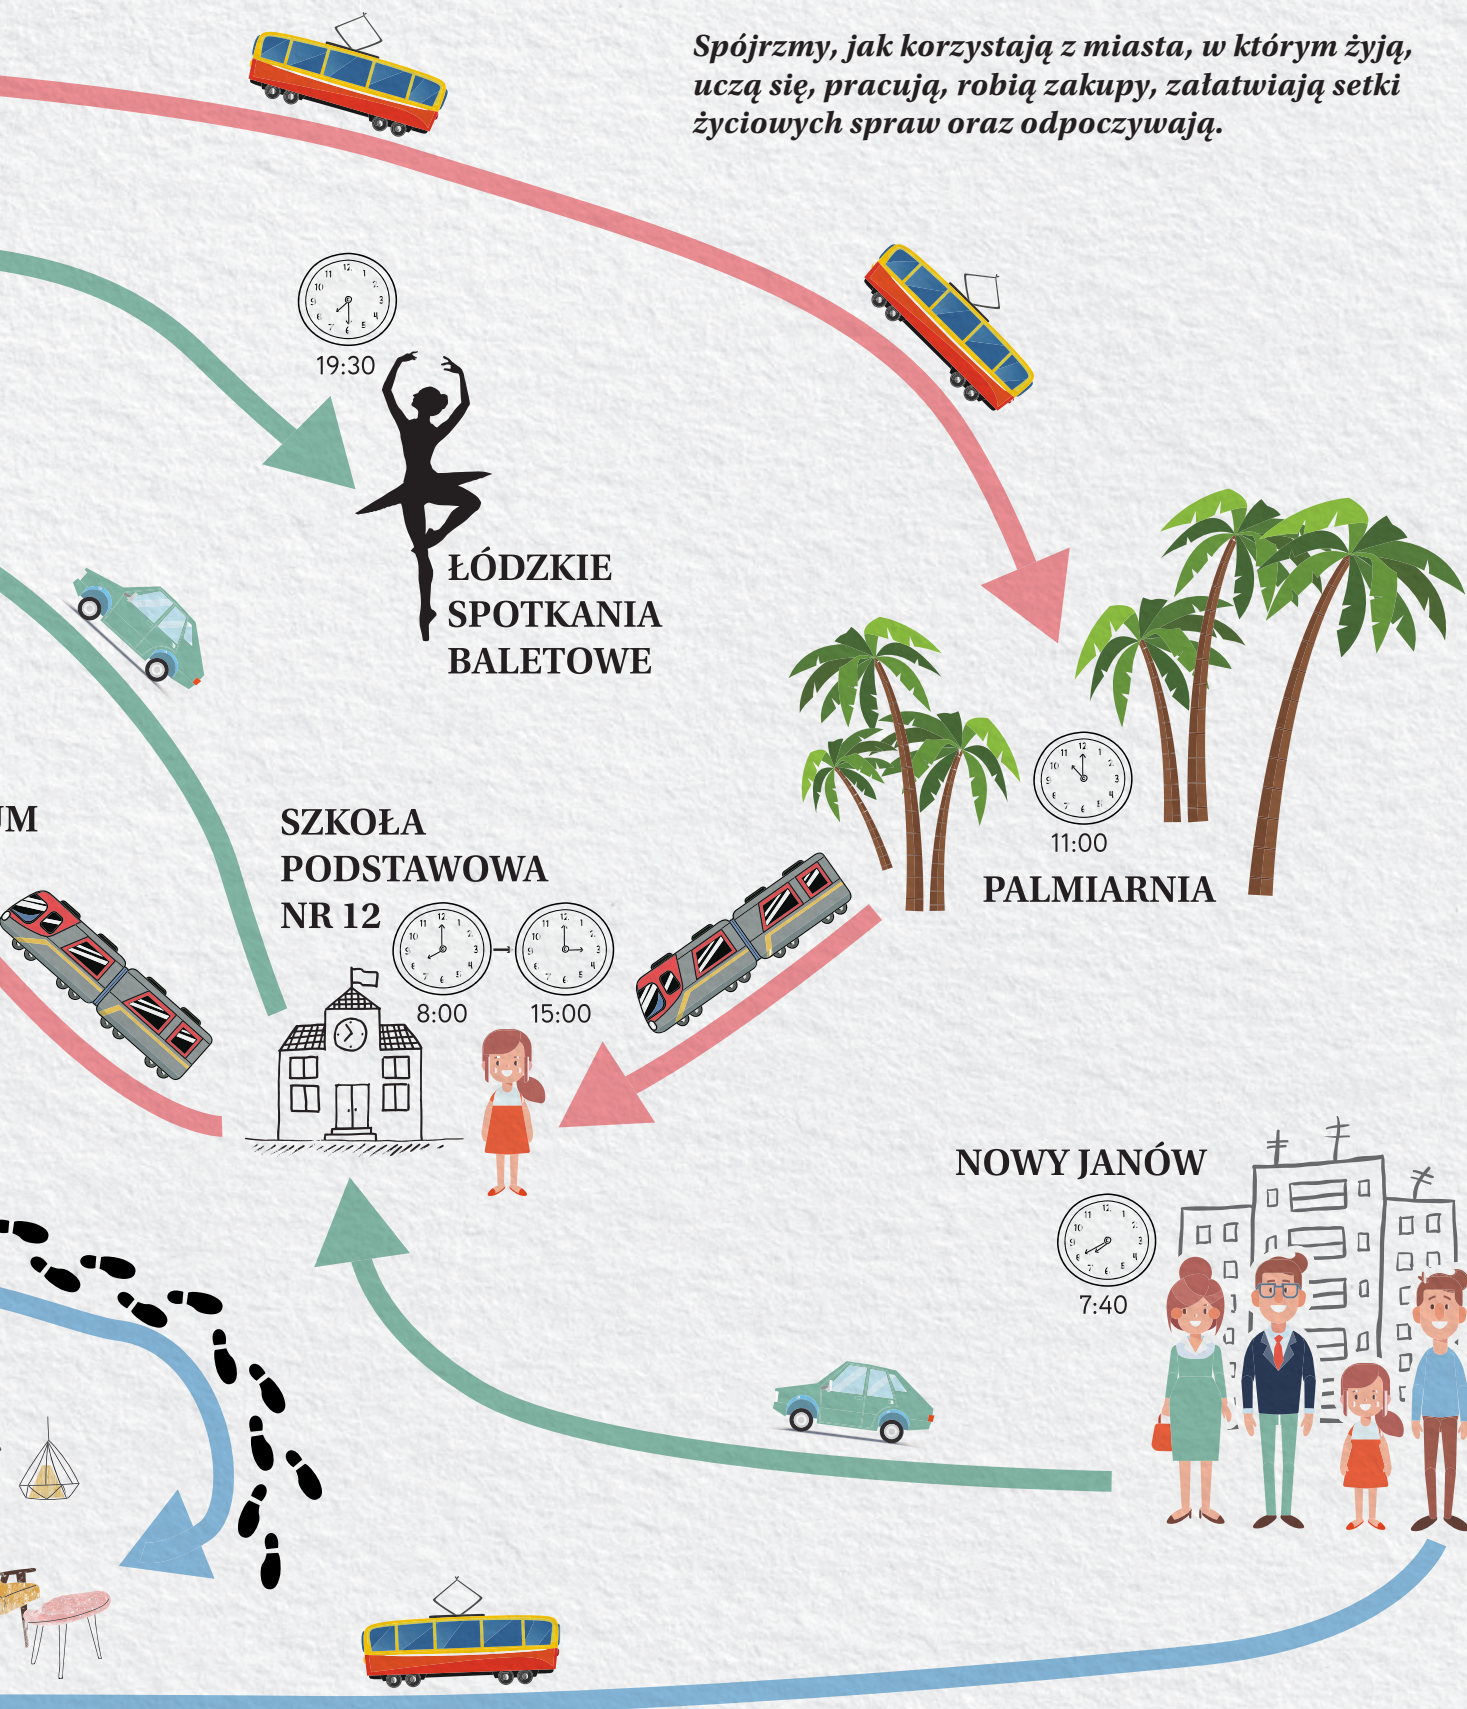 Spójrzmy, jak korzystają z miasta, w którym żyją,
uczą się, pracują, robią zakupy, załatwiają setki
życiowych spraw oraz odpoczywają.
19:30
ŁÓDZKIE
SPOTKANIA
BALETOWE
11:00
PALMIARNIA
UM
SZKOŁA
PODSTAWOWA
NR 12
8:00
15:00
NOWY JANÓW
7:40